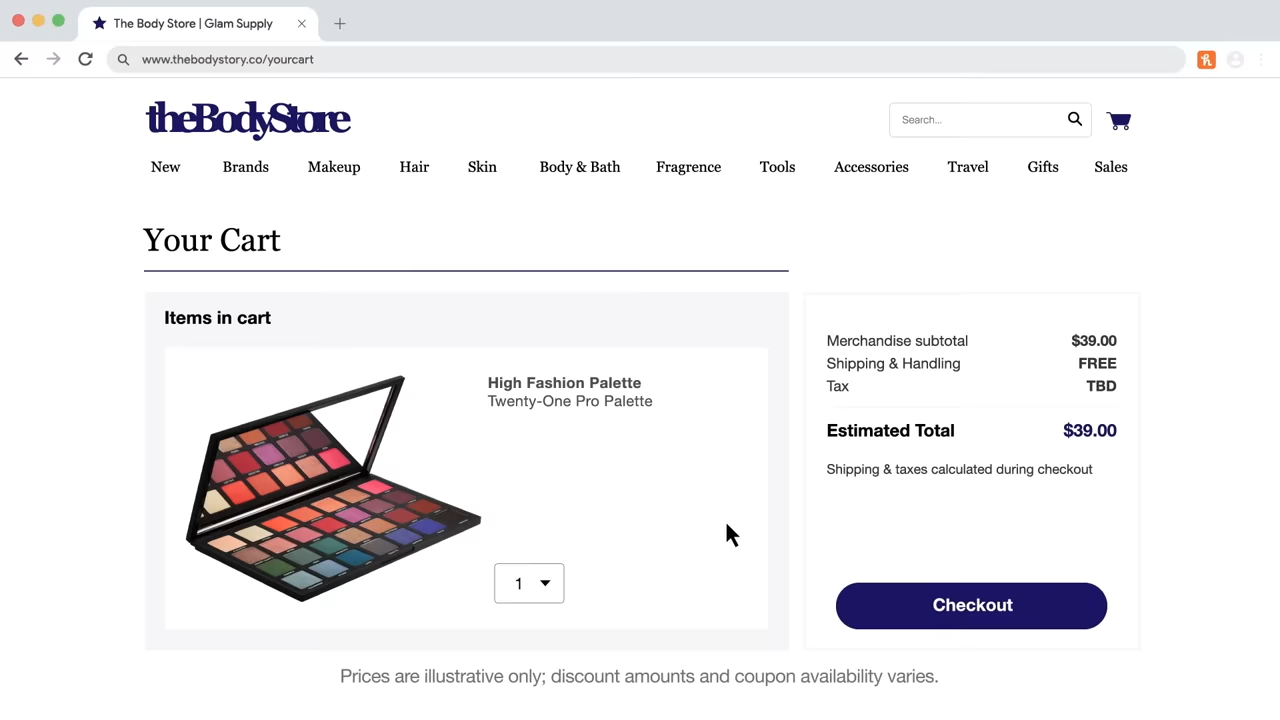 The Body Store | Glam Supply
www.thebodystory.co/yourcart
theBodyStore
Search...
New Brands Makeup Hair Skin Body & Bath Fragrence Tools Accessories Travel Gifts Sales
Your Cart
Items in cart
High Fashion Palette
Twenty-One Pro Palette
1
Merchandise subtotal $39.00
Shipping & Handling FREE
Tax TBD
Estimated Total $39.00
Shipping & taxes calculated during checkout
Checkout
Prices are illustrative only; discount amounts and coupon availability varies.